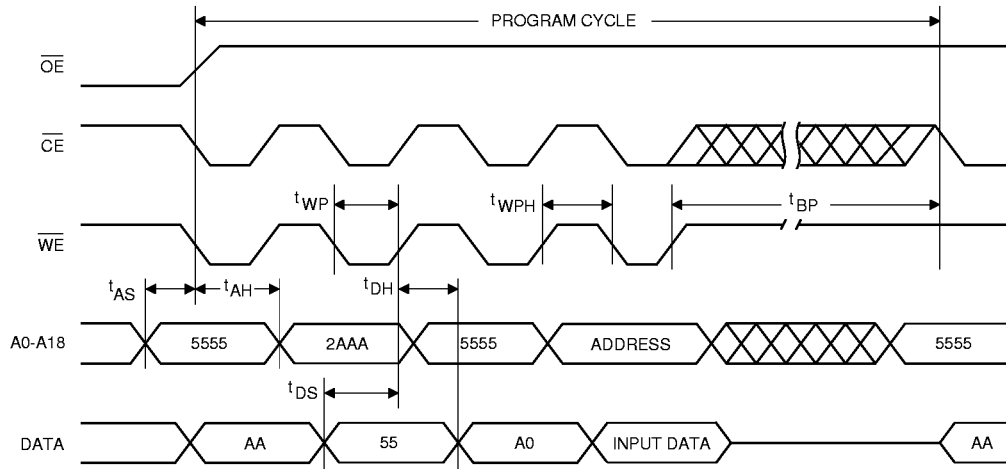 PROGRAM CYCLE
OE
CE
tWP
tWPH
tBP
WE
tAS
tAH
tDH
A0-A18
5555
2AAA
5555
ADDRESS
5555
tDS
DATA
AA
55
A0
INPUT DATA
AA